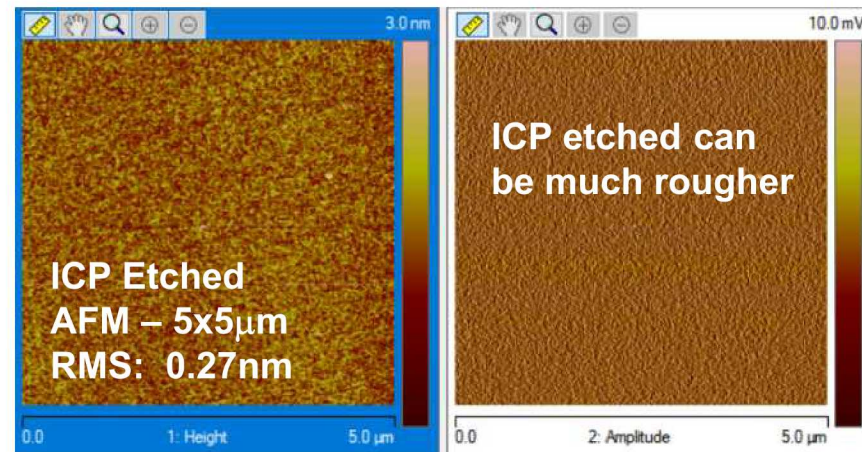 3.0 nm
ICP Etched
AFM – 5x5μm
RMS: 0.27nm
0.0 1: Height 5.0 µm
10.0 mV
ICP etched can
be much rougher
0.0 2: Amplitude 5.0 µm